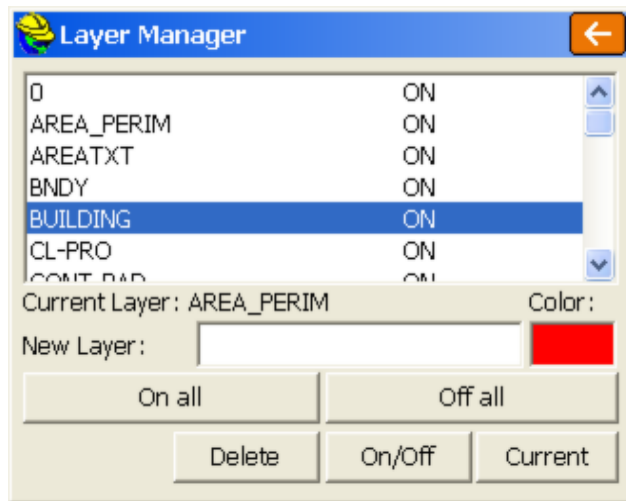 Layer Manager
0 ON
AREA_PERIM ON
AREATXT ON
BNDY ON
BUILDING ON
CL-PRO ON
Current Layer: AREA_PERIM Color:
New Layer:
On all Off all
Delete On/Off Current